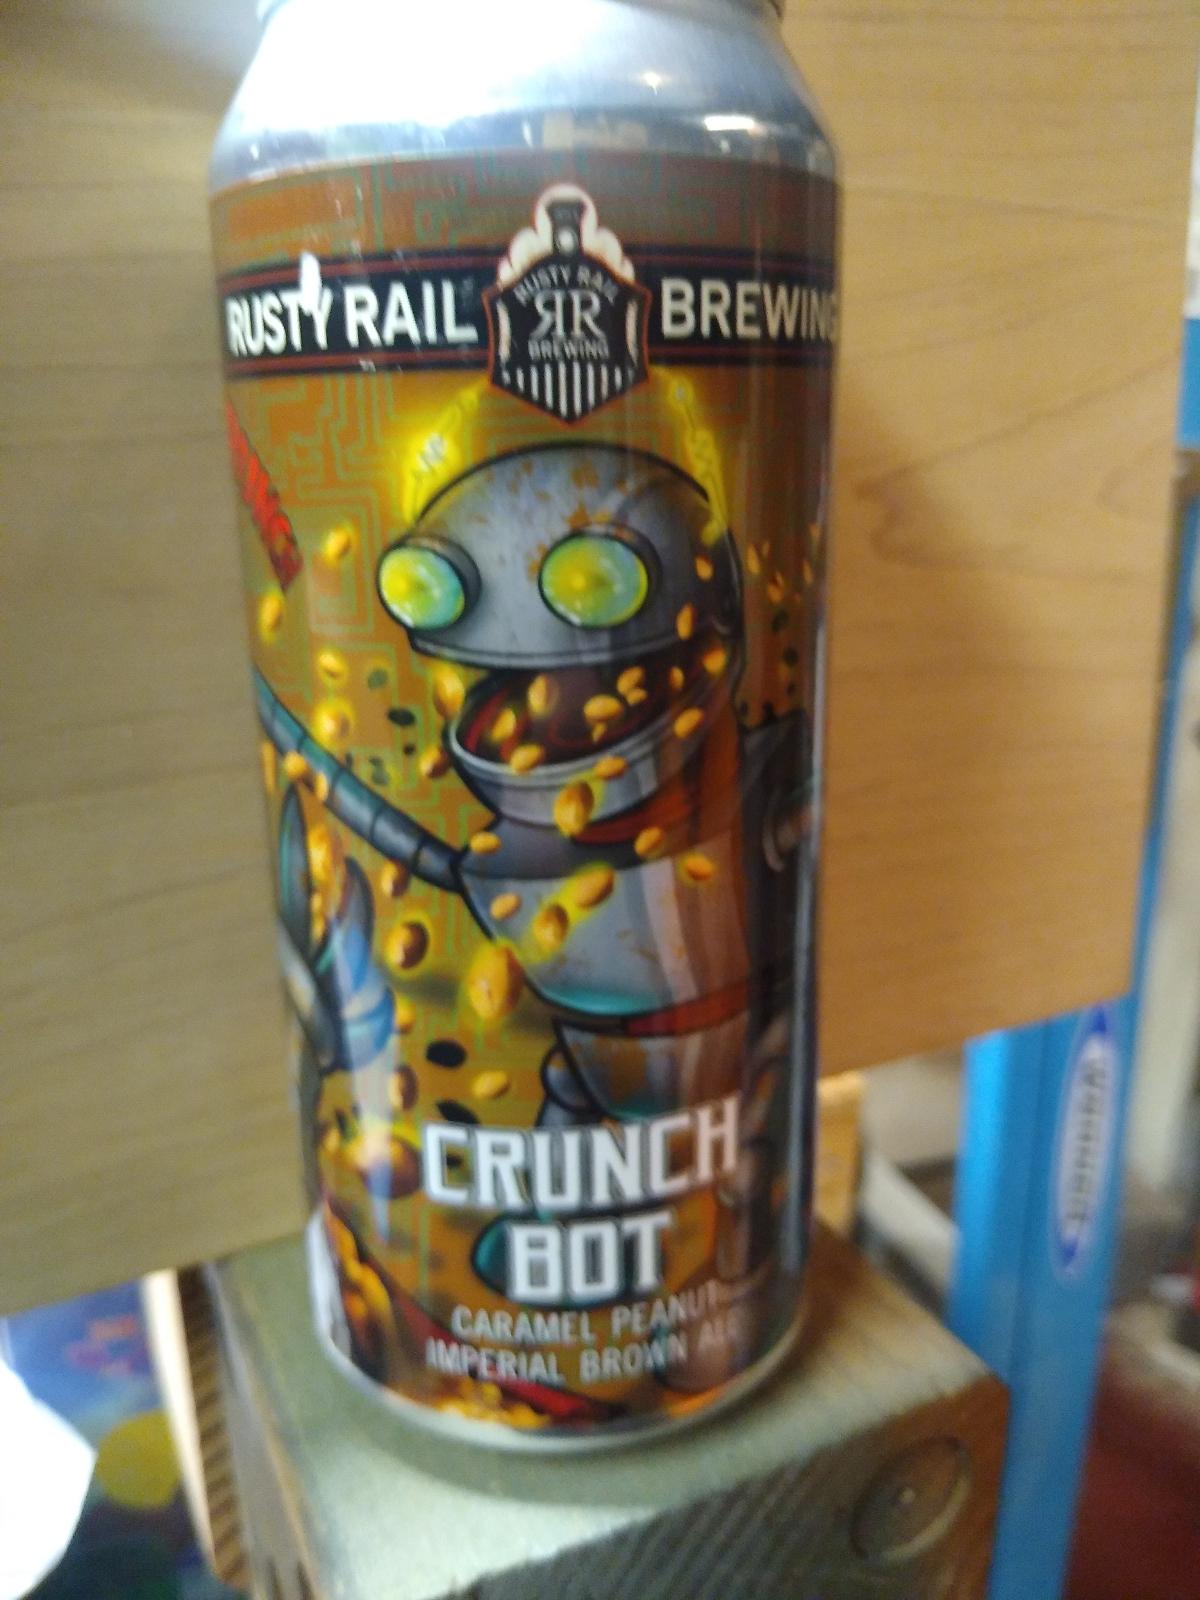 RUSTY RAIL
RUSTY RAIL
RR
BREWING
BREWING
CRUNCH
BOT
CARAMEL PEANUT
IMPERIAL BROWN ALE